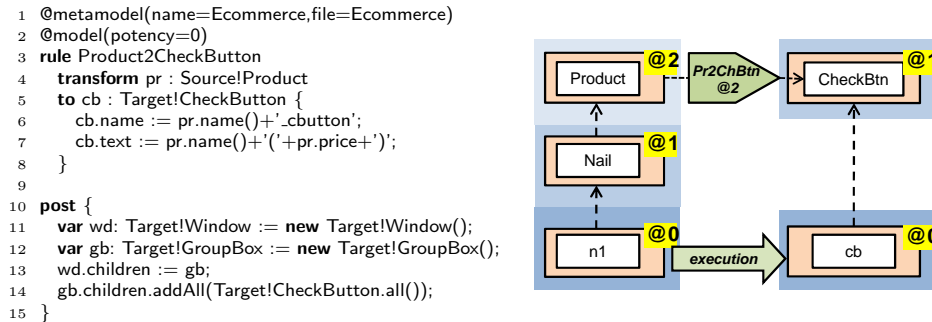 1 @metamodel(name=Ecommerce,file=Ecommerce)
2 @model(potency=0)
3 rule Product2CheckButton
4 transform pr : Source!Product
5 to cb : Target!CheckButton {
6 cb.name := pr.name()+'_cbutton';
7 cb.text := pr.name()+'('+pr.price+')';
8 }
9
10 post {
11 var wd: Target!Window := new Target!Window();
12 var gb: Target!GroupBox := new Target!GroupBox();
13 wd.children := gb;
14 gb.children.addAll(Target!CheckButton.all());
15 }
Product
@2
Pr2ChBtn
@2
CheckBtn
@1
Nail
@1
n1
@0
execution
cb
@0